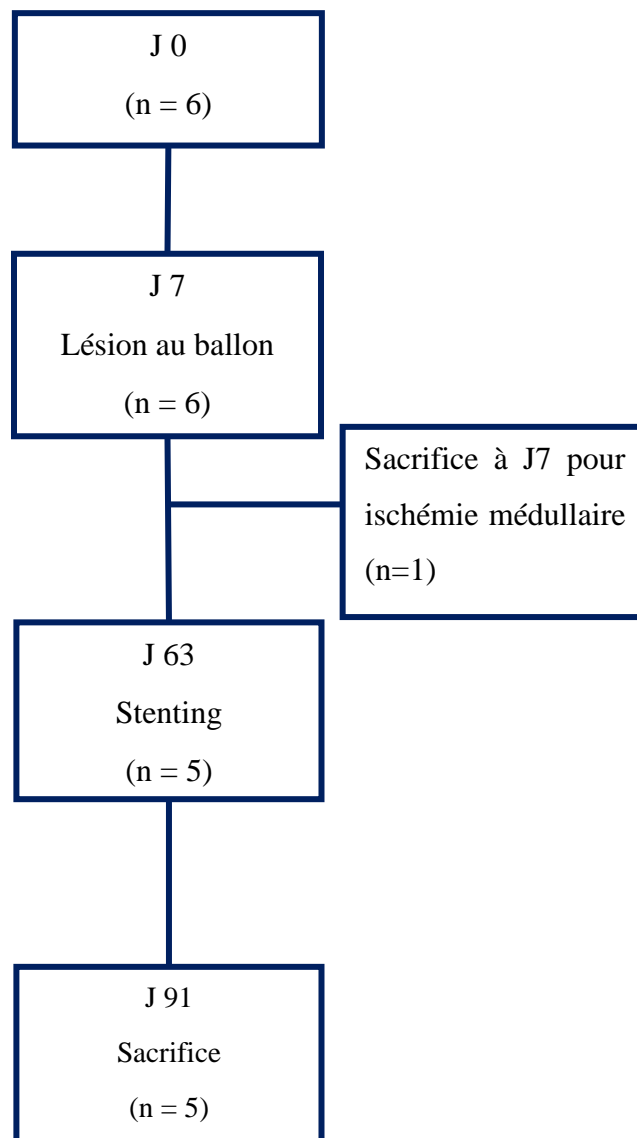 J 0
(n = 6)
J 7
Lésion au ballon
(n = 6)
Sacrifice à J7 pour
ischémie médullaire
(n=1)
J 63
Stenting
(n = 5)
J 91
Sacrifice
(n = 5)